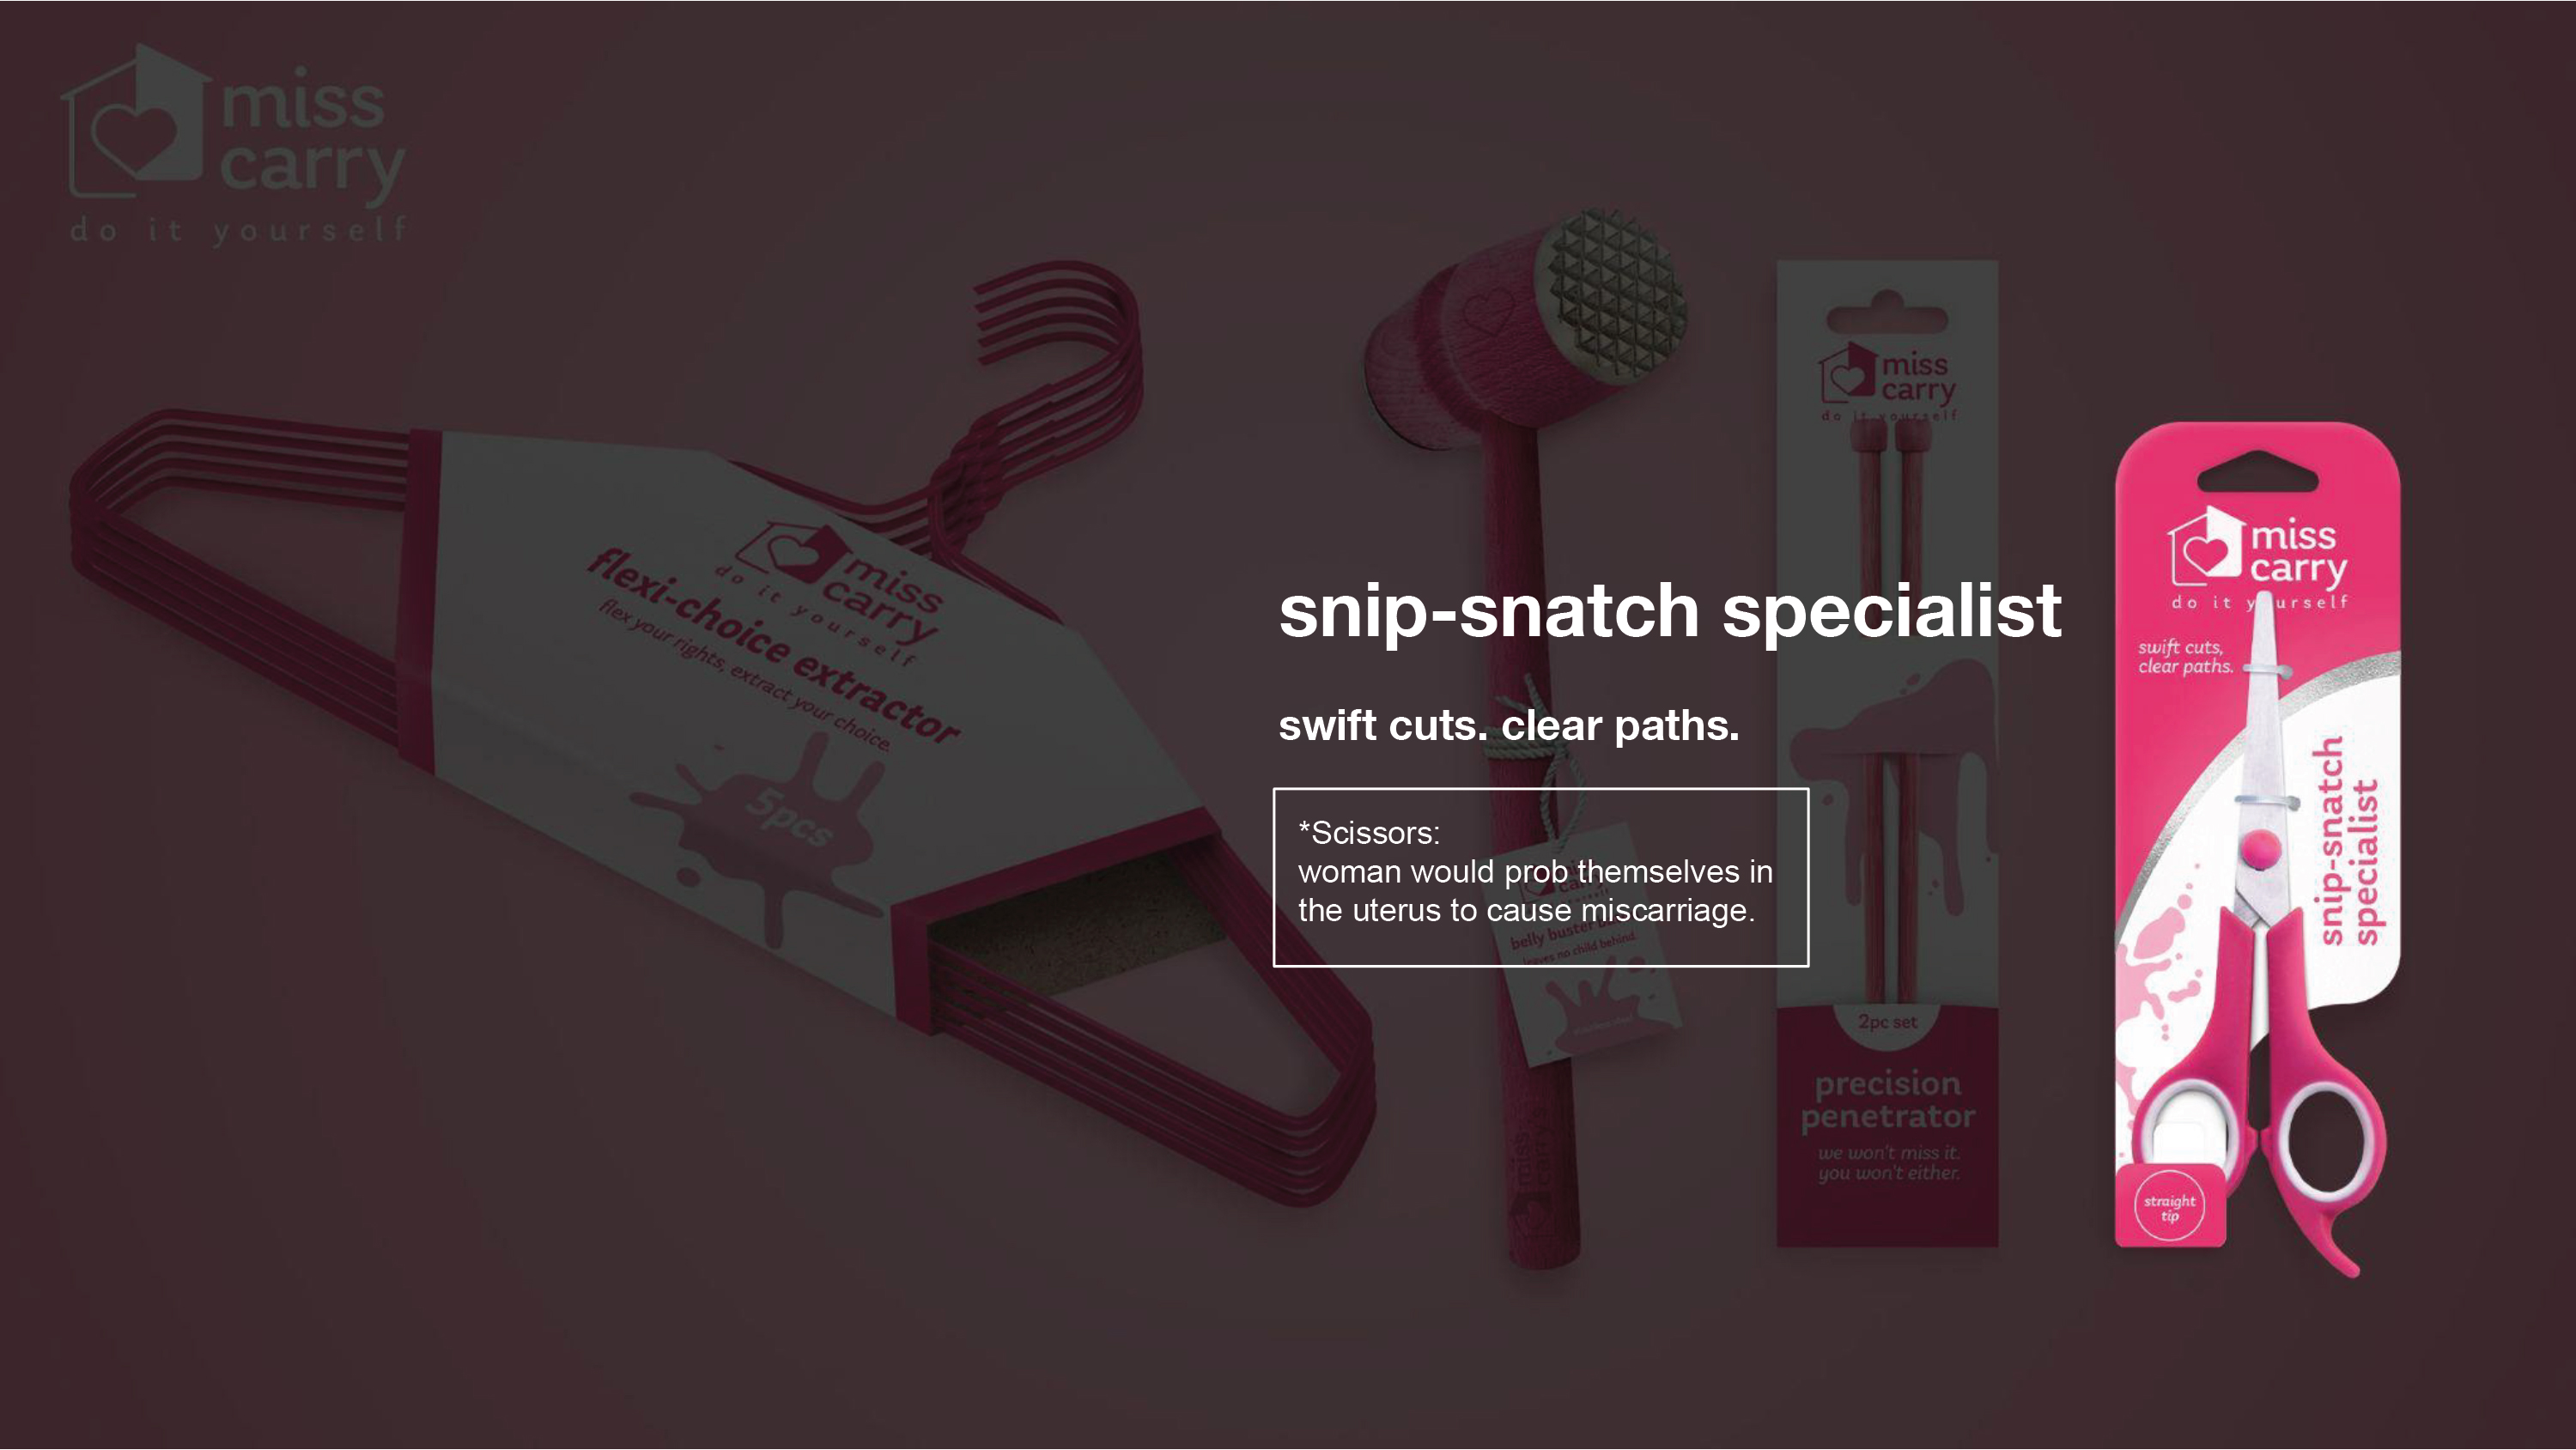 miss
carry
do it yourself
miss
carry
do it yourself
flexi-choice extractor
flex your rights, extract your choice.
5pcs
miss
carry
do it yourself
2pc set
precision
penetrator
we won't miss it.
you won't either.
belly buster
leaves no child behind.
miss
carry
snip-snatch specialist
swift cuts. clear paths.
*Scissors:
woman would prob themselves in
the uterus to cause miscarriage.
miss
carry
do it yourself
swift cuts,
clear paths.
snip-snatch
specialist
straight
tip